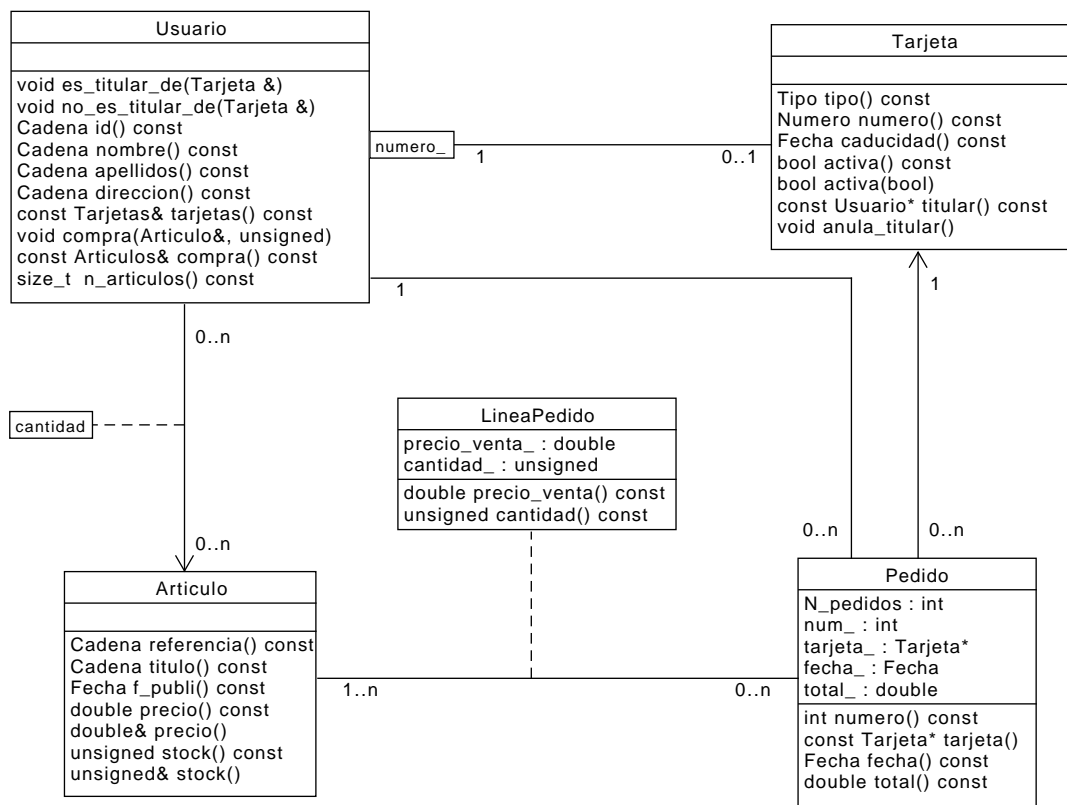 Usuario
void es_titular_de(Tarjeta &)
void no_es_titular_de(Tarjeta &)
Cadena id() const
Cadena nombre() const
Cadena apellidos() const
Cadena direccion() const
const Tarjetas& tarjetas() const
void compra(Articulo&, unsigned)
const Articulos& compra() const
size_t n_articulos() const
numero_
1
0..1
Tarjeta
Tipo tipo() const
Numero numero() const
Fecha caducidad() const
bool activa() const
bool activa(bool)
const Usuario* titular() const
void anula_titular()
1
1
0..n
cantidad
0..n
LineaPedido
precio_venta_ : double
cantidad_ : unsigned
double precio_venta() const
unsigned cantidad() const
0..n
0..n
Articulo
Cadena referencia() const
Cadena titulo() const
Fecha f_publi() const
double precio() const
double& precio()
unsigned stock() const
unsigned& stock()
1..n
0..n
Pedido
N_pedidos : int
num_ : int
tarjeta_ : Tarjeta*
fecha_ : Fecha
total_ : double
int numero() const
const Tarjeta* tarjeta()
Fecha fecha() const
double total() const